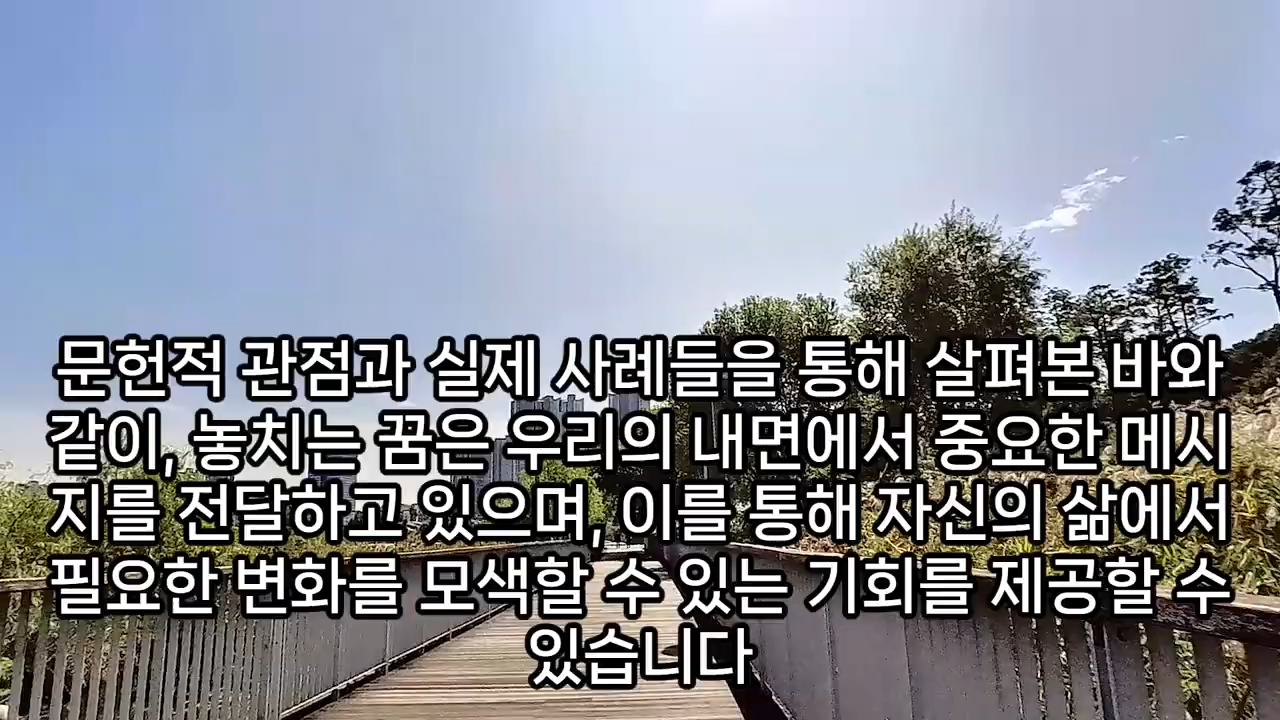 문헌적 관점과 실제 사례들을 통해 살펴본 바와
같이, 놓치는 꿈은 우리의 내면에서 중요한 메시
지를 전달하고 있으며, 이를 통해 자신의 삶에서
필요한 변화를 모색할 수 있는 기회를 제공할 수
있습니다